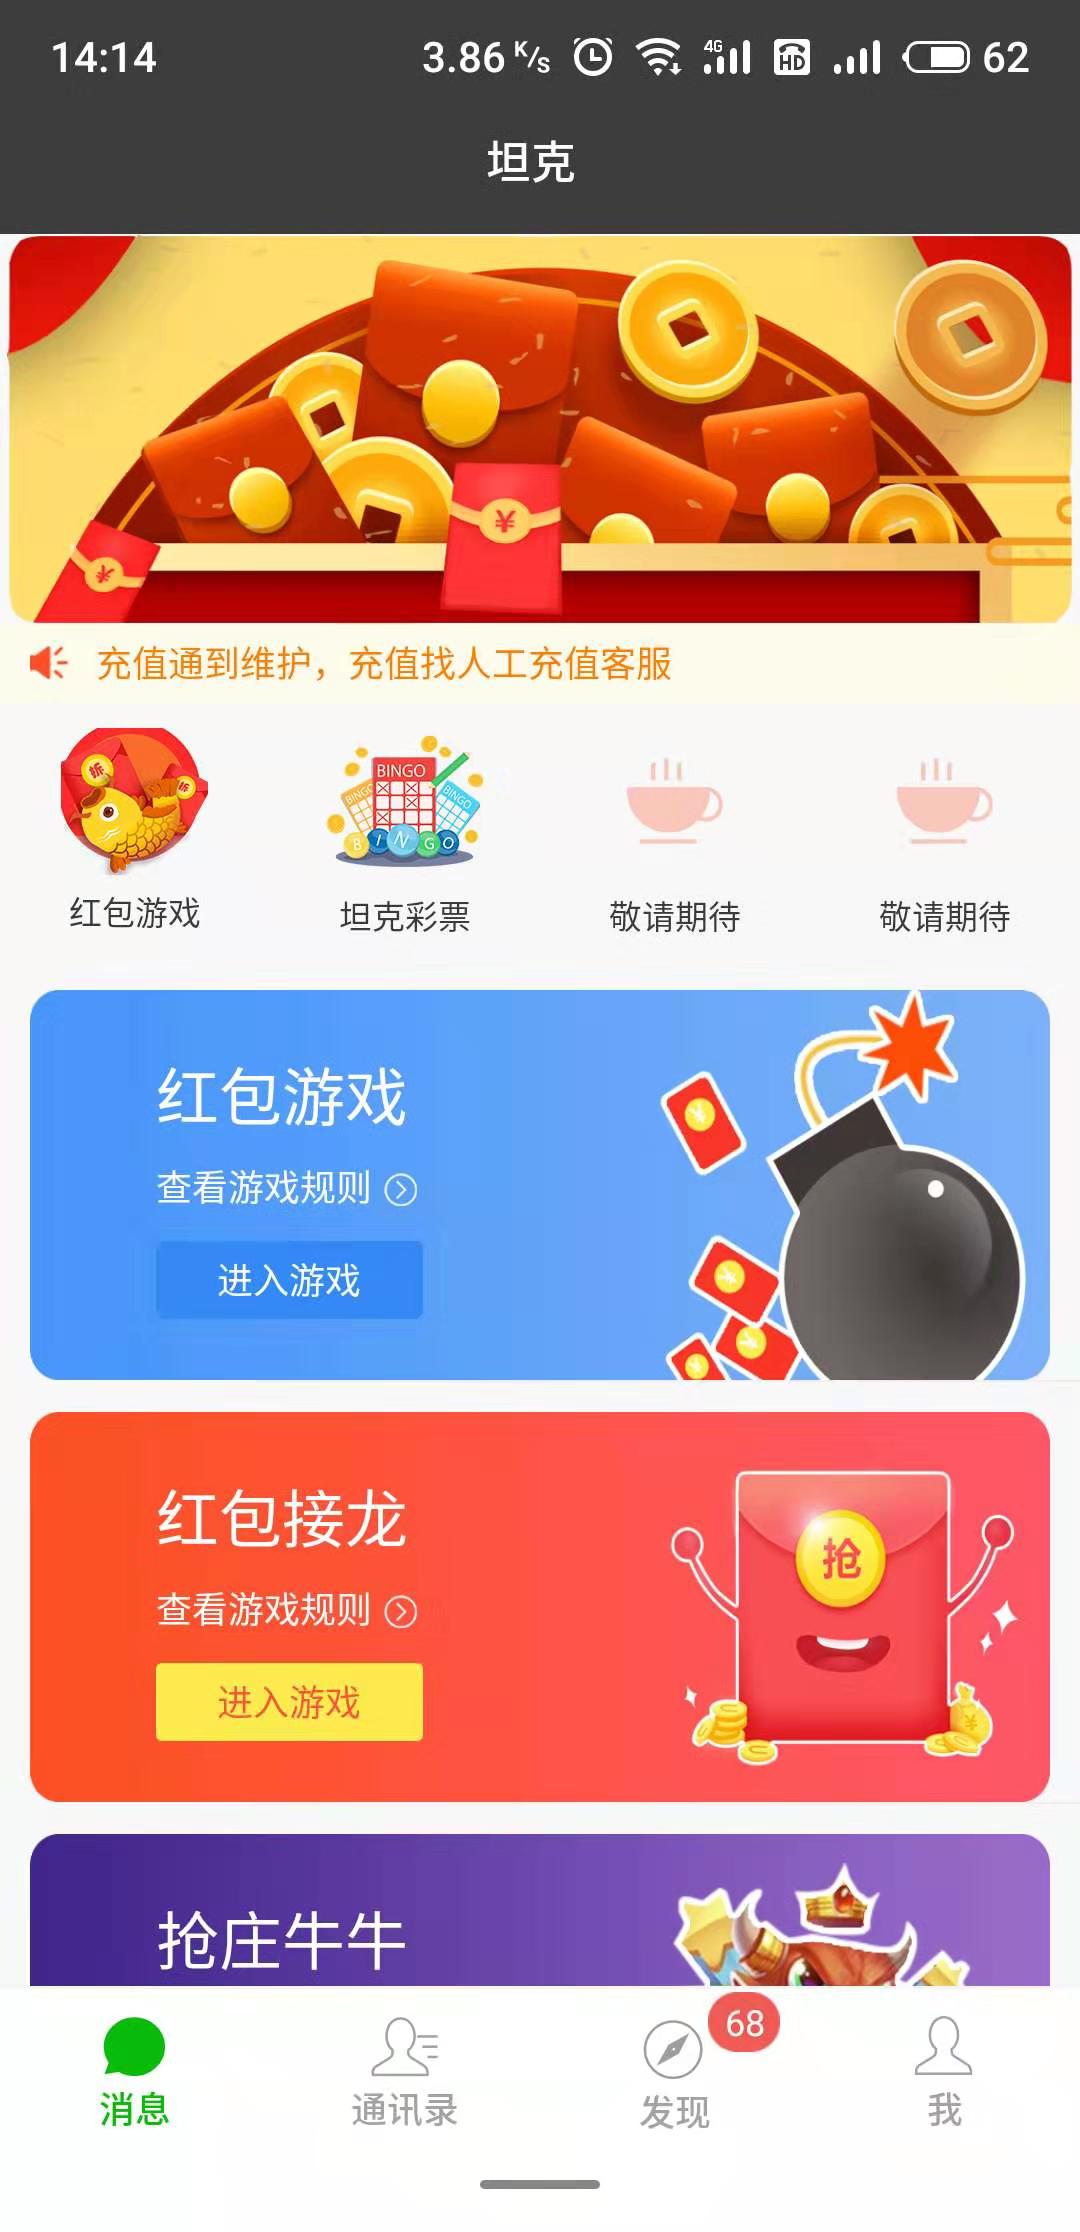 14:14 3.86 K/s 4G HD 62
坦克
¥
¥
充值通到维护，充值找人工充值客服
拆
拆
BINGO
BINGO
BINGO
B I N G O
红包游戏 坦克彩票 敬请期待 敬请期待
红包游戏
查看游戏规则
进入游戏
¥
¥
¥
¥
红包接龙
查看游戏规则
进入游戏
抢
¥
抢庄牛牛
68
消息 通讯录 发现 我